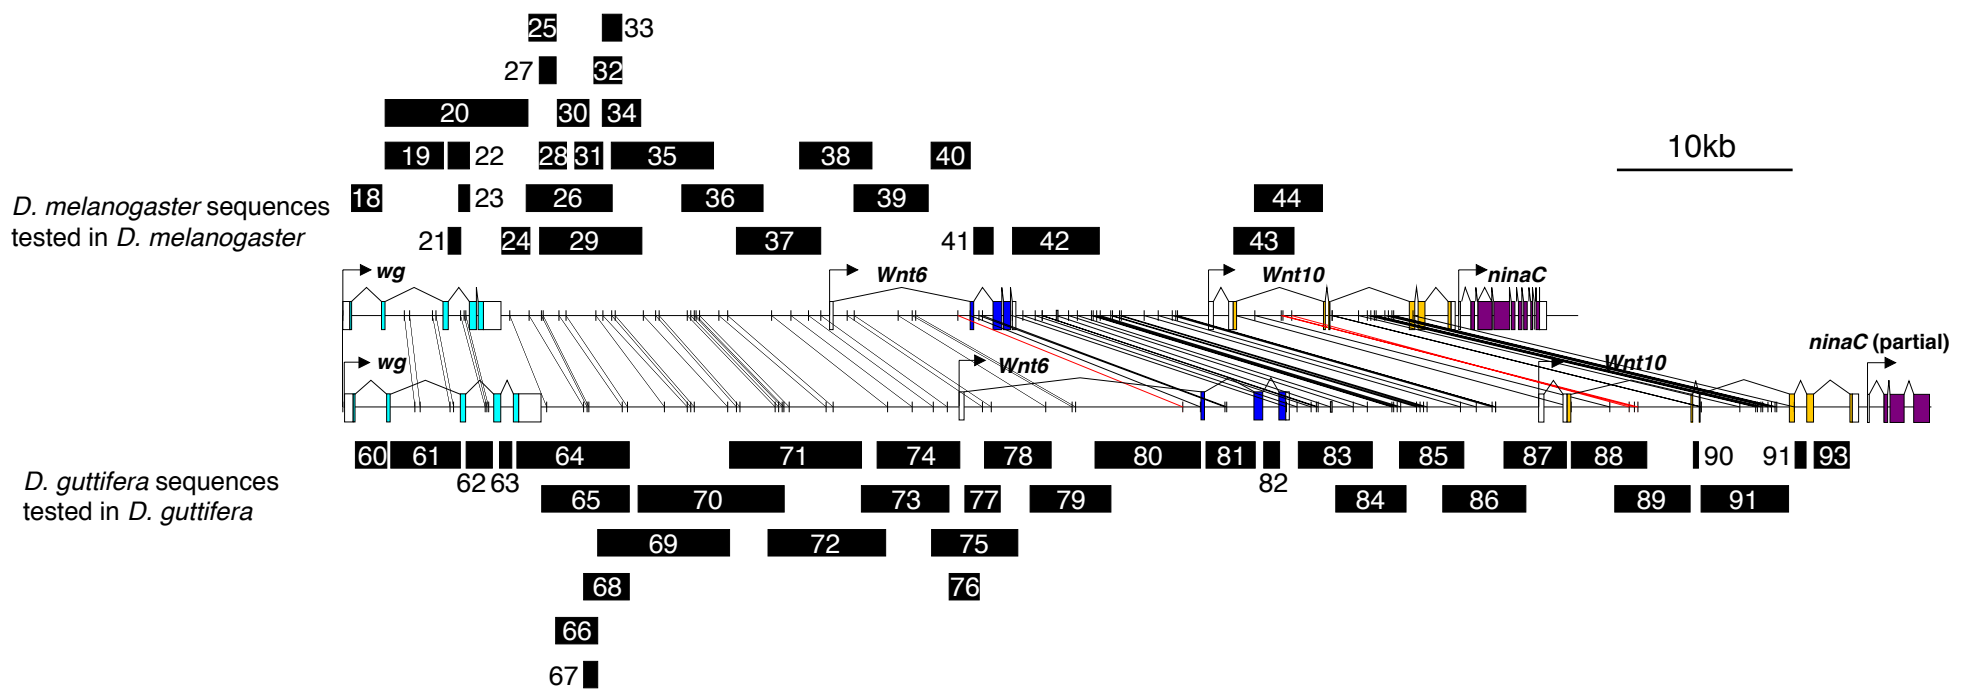 25 33
27 32
20 30 34
10kb
19 22 28 31 35 38 40
18 23 26 36 39 44
D. melanogaster sequences
tested in D. melanogaster
21 24 29 37 41 42 43
wg Wnt6 Wnt10 ninaC
ninaC (partial)
wg Wnt6 Wnt10
60 61 64 71 74 78 80 81 83 85 87 88 90 91 93
62 63 82
D. guttifera sequences
tested in D. guttifera
65 70 73 77 79 84 86 89 91
69 72 75
68 76
66
67